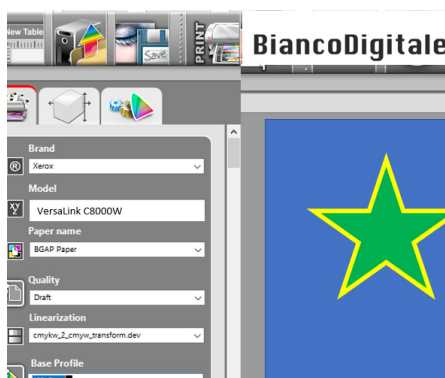 New Table
Save
PRINT
BiancoDigitale
Brand
Xerox
Model
XYZ
VersaLink C8000W
Paper name
BGAP Paper
Quality
Draft
Linearization
cmykw_2_cmyw_transform.dev
Base Profile